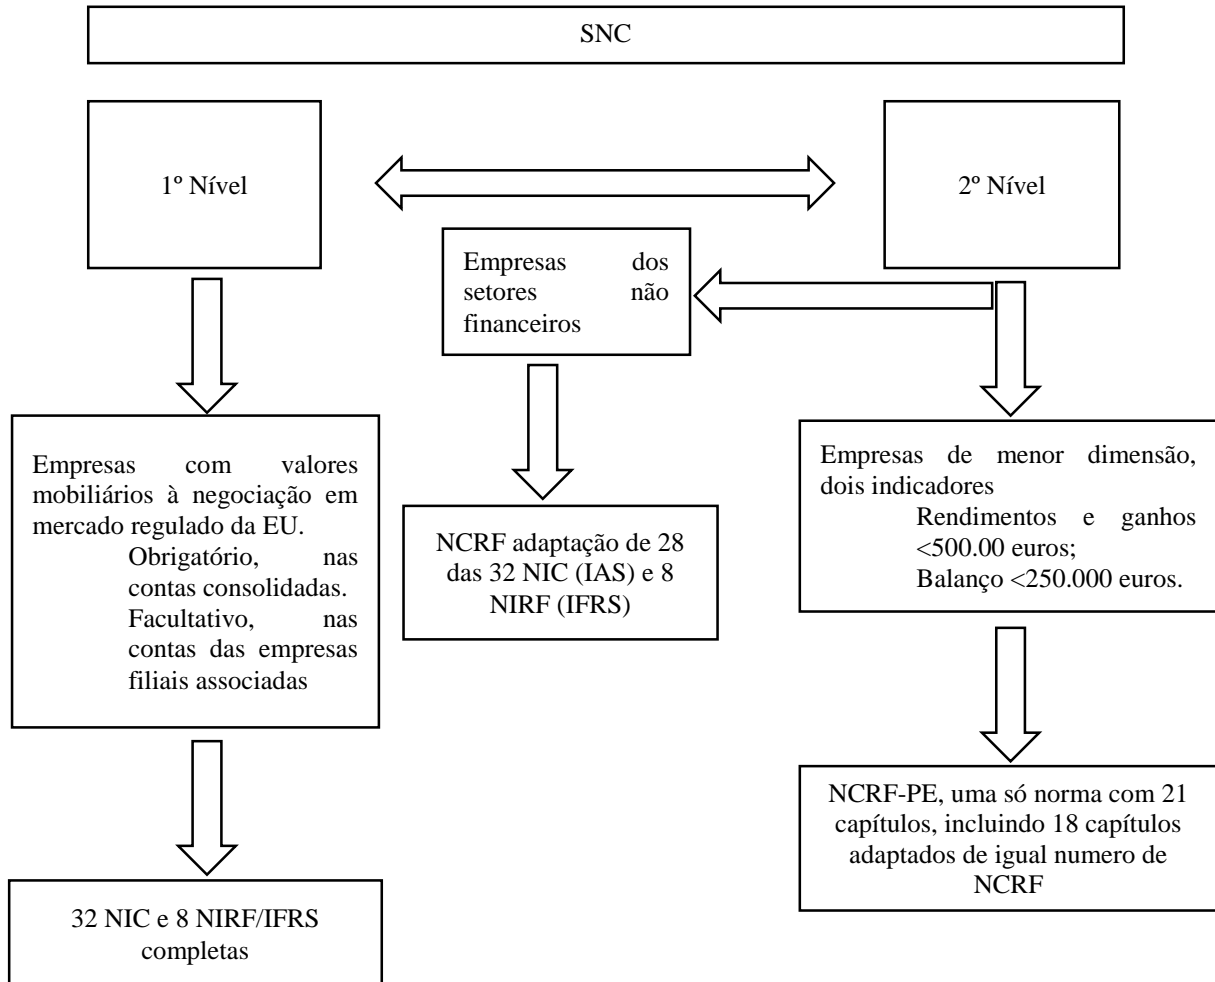 SNC
1º Nível
2º Nível
Empresas dos
setores não
financeiros
Empresas com valores
mobiliários à negociação em
mercado regulado da EU.
Obrigatório, nas
contas consolidadas.
Facultativo, nas
contas das empresas
filiais associadas
NCRF adaptação de 28
das 32 NIC (IAS) e 8
NIRF (IFRS)
Empresas de menor dimensão,
dois indicadores
Rendimentos e ganhos
<500.00 euros;
Balanço <250.000 euros.
NCRF-PE, uma só norma com 21
capítulos, incluindo 18 capítulos
adaptados de igual numero de
NCRF
32 NIC e 8 NIRF/IFRS
completas